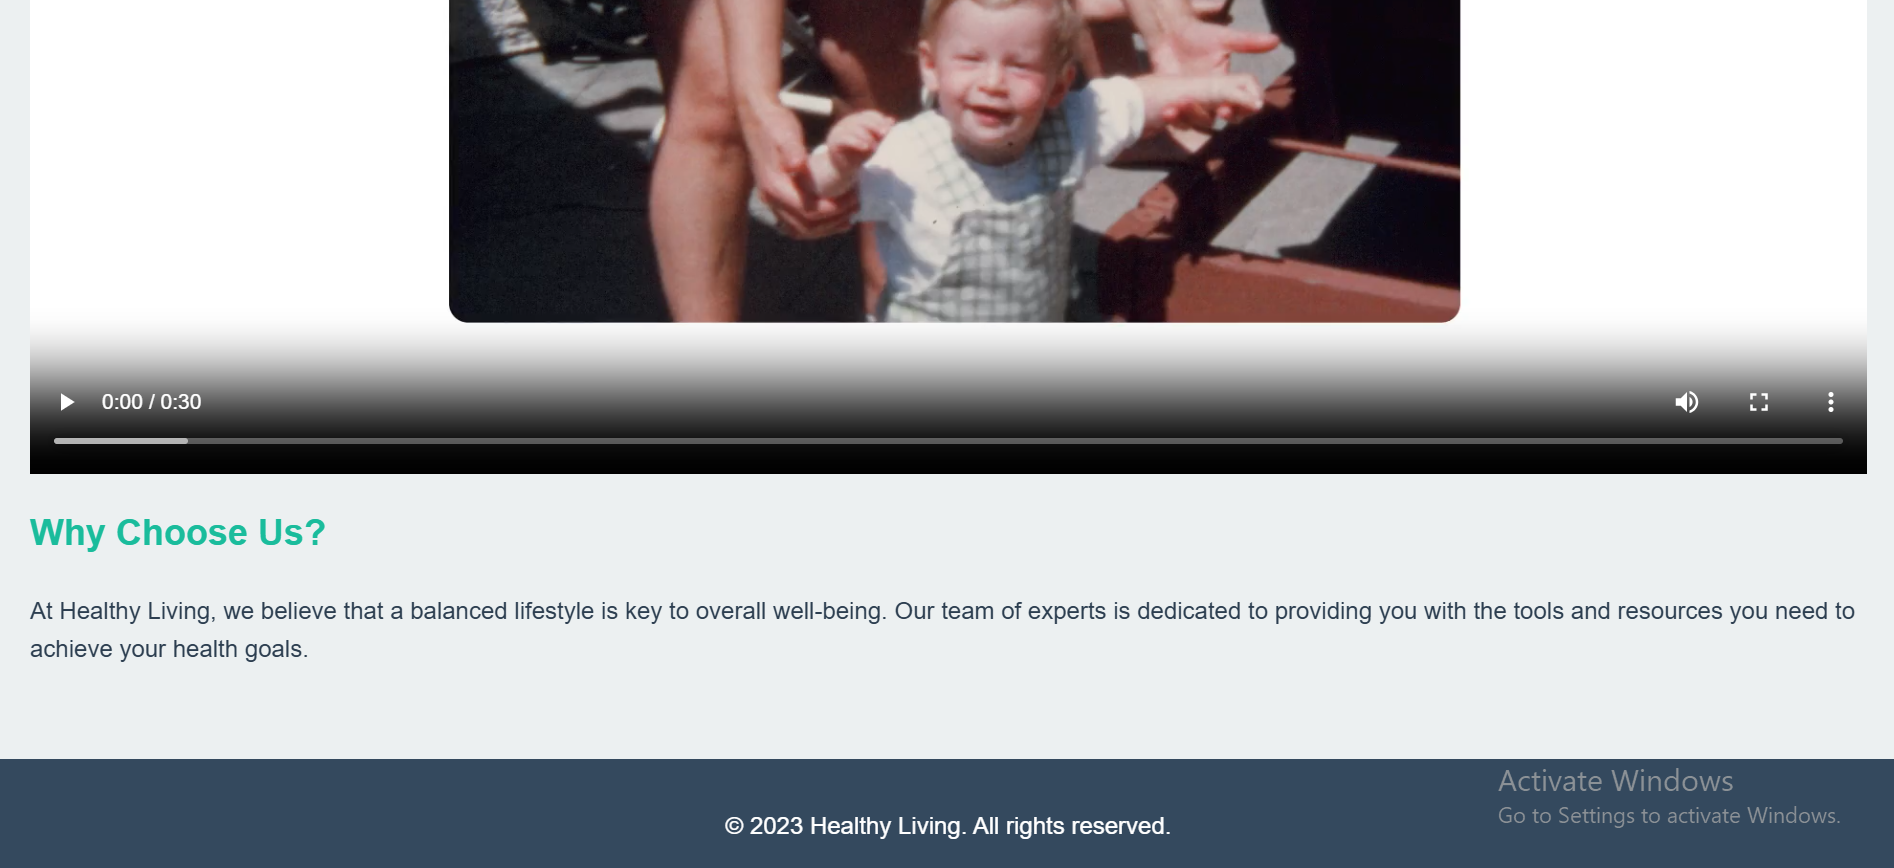 0:00 / 0:30
Why Choose Us?
At Healthy Living, we believe that a balanced lifestyle is key to overall well-being. Our team of experts is dedicated to providing you with the tools and resources you need to
achieve your health goals.
Activate Windows
Go to Settings to activate Windows.
© 2023 Healthy Living. All rights reserved.